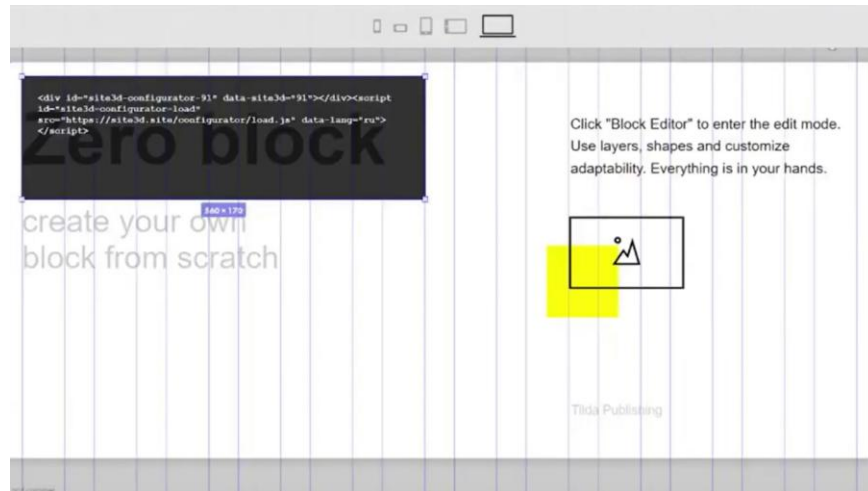 <div id="site3d-configurator-91" data-site3d="91"></div><script
id="site3d-configurator-load"
src="https://site3d.site/configurator/load.js" data-lang="ru">
</script>
Zero block
560 × 170
create your own
block from scratch
Click "Block Editor" to enter the edit mode.
Use layers, shapes and customize
adaptability. Everything is in your hands.
Tilda Publishing